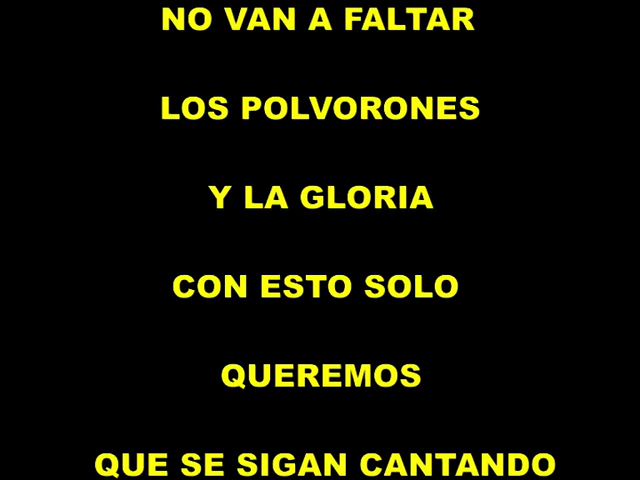 NO VAN A FALTAR
LOS POLVORONES
Y LA GLORIA
CON ESTO SOLO
QUEREMOS
QUE SE SIGAN CANTANDO